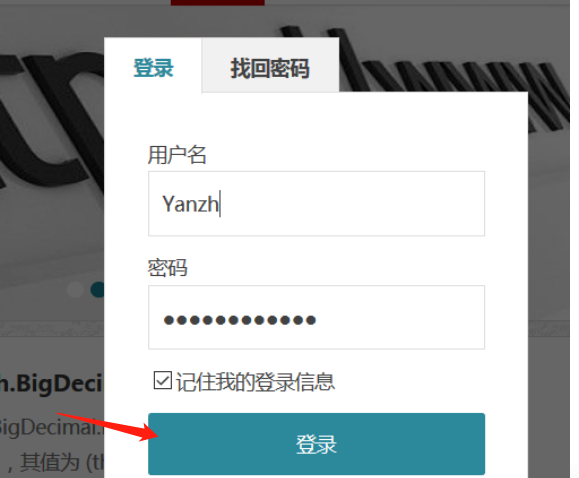 登录
找回密码
用户名
Yanzh
密码
●●●●●●●●●●●●
记住我的登录信息
h.BigDeci
BigDecimal.
登录
，其值为 (th